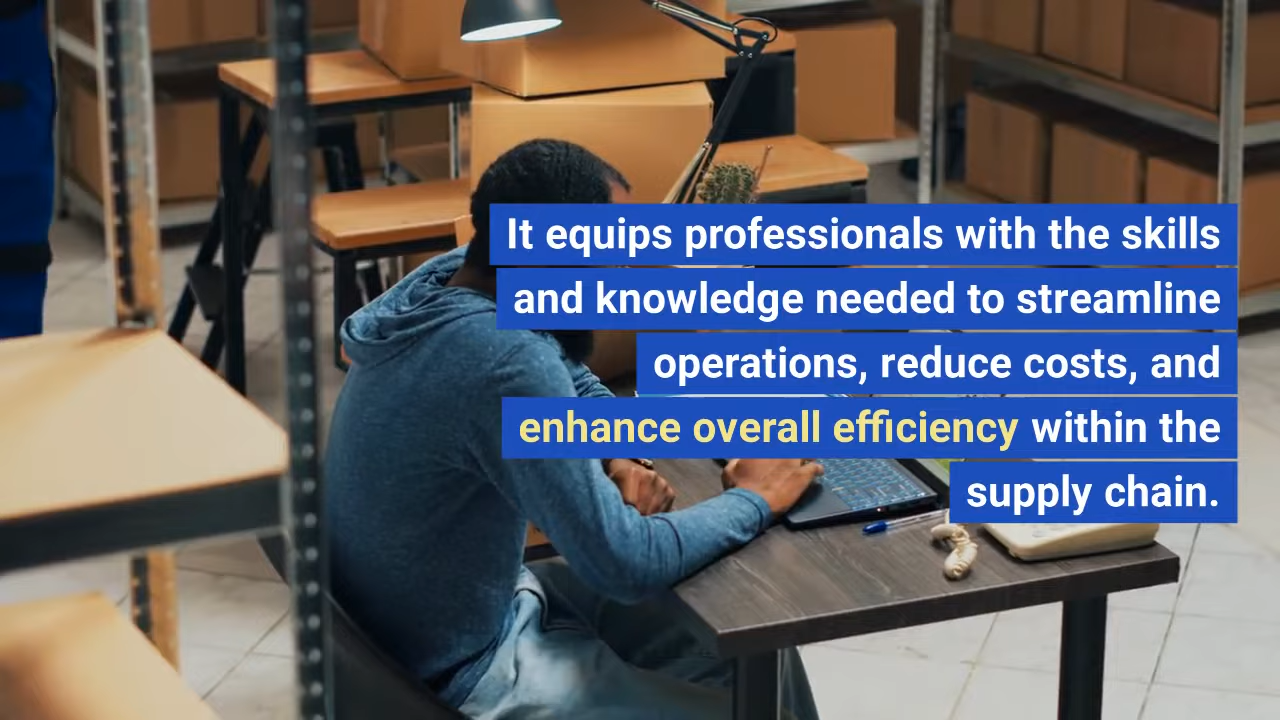 It equips professionals with the skills
and knowledge needed to streamline
operations, reduce costs, and
enhance overall efficiency within the
supply chain.